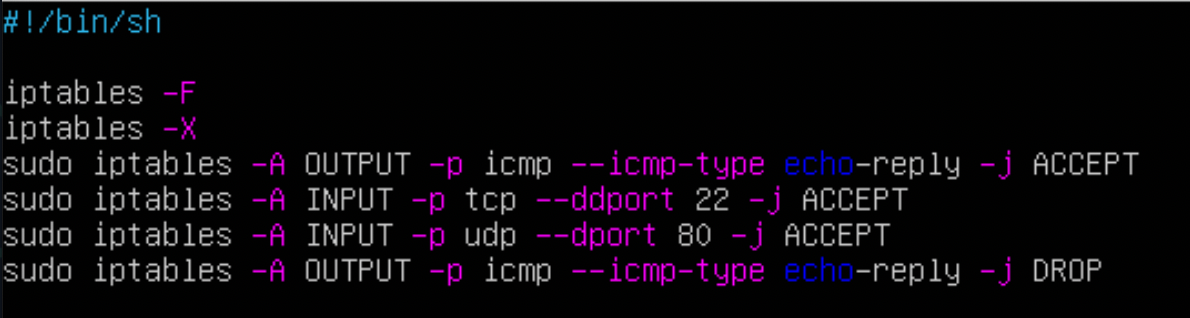 #!/bin/sh
iptables -F
iptables -X
sudo iptables -A OUTPUT -p icmp --icmp-type echo-reply -j ACCEPT
sudo iptables -A INPUT -p tcp --ddport 22 -j ACCEPT
sudo iptables -A INPUT -p udp --dport 80 -j ACCEPT
sudo iptables -A OUTPUT -p icmp --icmp-type echo-reply -j DROP